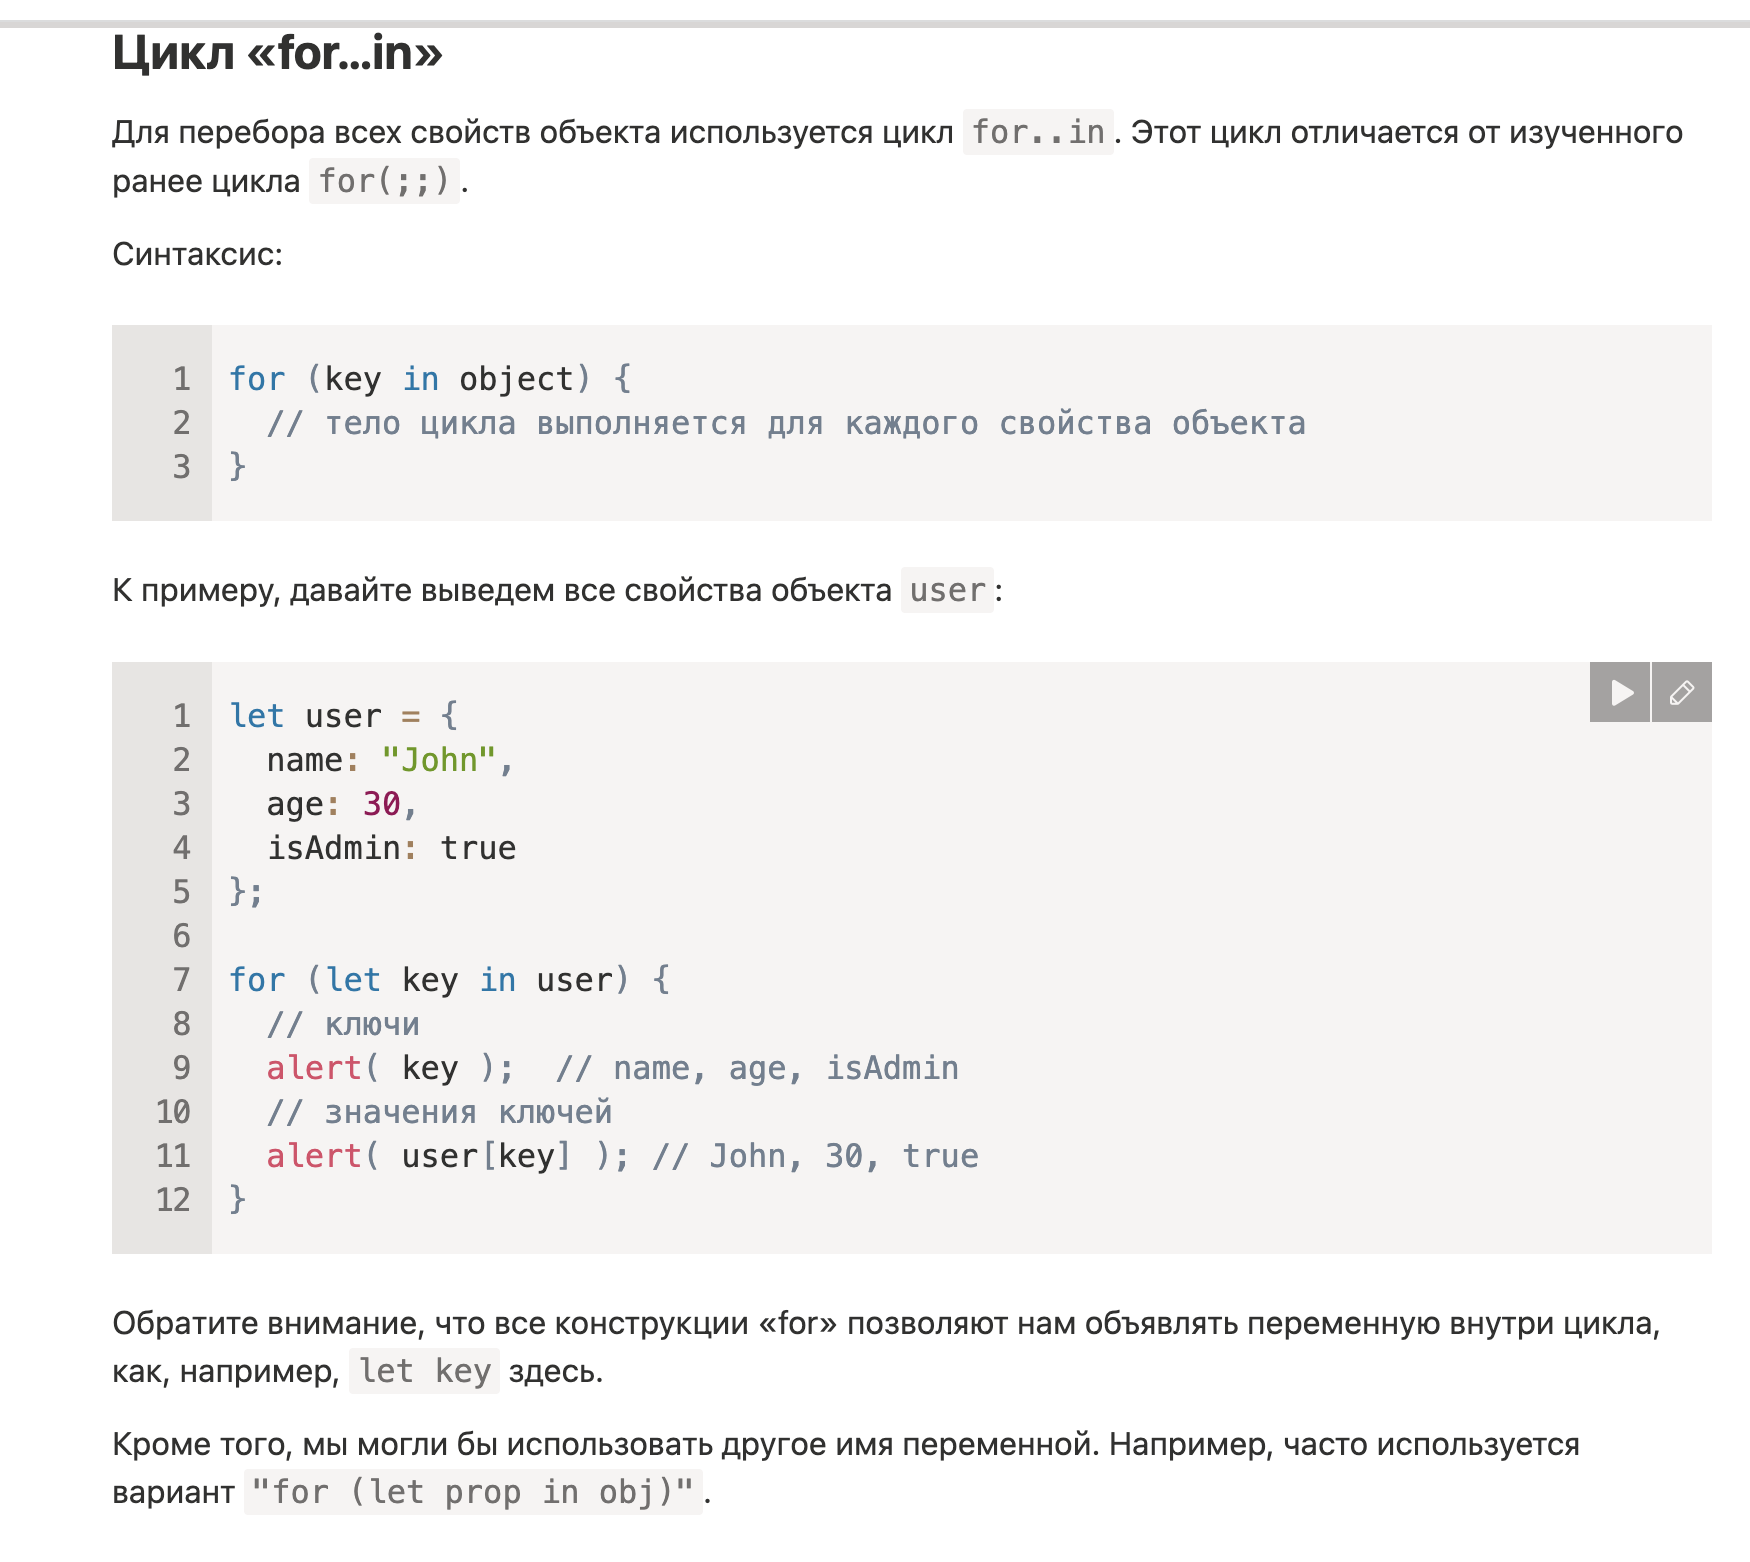 Цикл «for…in»
Для перебора всех свойств объекта используется цикл for..in. Этот цикл отличается от изученного
ранее цикла for(;;).
Синтаксис:
1 for (key in object) {
2   // тело цикла выполняется для каждого свойства объекта
3 }
К примеру, давайте выведем все свойства объекта user:
1 let user = {
2   name: "John",
3   age: 30,
4   isAdmin: true
5 };
6
7 for (let key in user) {
8   // ключи
9   alert( key );  // name, age, isAdmin
10   // значения ключей
11   alert( user[key] ); // John, 30, true
12 }
Обратите внимание, что все конструкции «for» позволяют нам объявлять переменную внутри цикла,
как, например, let key здесь.
Кроме того, мы могли бы использовать другое имя переменной. Например, часто используется
вариант "for (let prop in obj)".